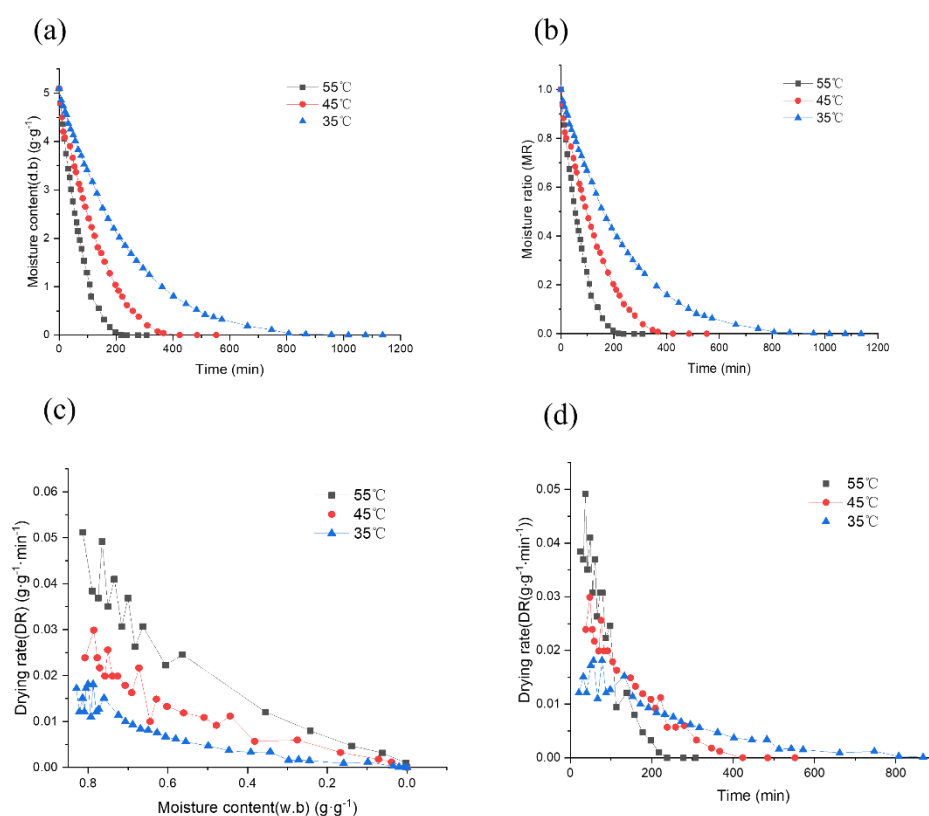 (a)
55℃
45℃
35℃
5
4
3
2
1
0
Moisture content(d.b) (g·g⁻¹)
0 200 400 600 800 1000 1200
Time (min)
(b)
55℃
45℃
35℃
1.0
0.8
0.6
0.4
0.2
0.0
Moisture ratio (MR)
0 200 400 600 800 1000 1200
Time (min)
(c)
55℃
45℃
35℃
0.06
0.05
0.04
0.03
0.02
0.01
0.00
Drying rate(DR) (g·g⁻¹·min⁻¹)
0.8 0.6 0.4 0.2 0.0
Moisture content(w.b) (g·g⁻¹)
(d)
55℃
45℃
35℃
0.05
0.04
0.03
0.02
0.01
0.00
Drying rate(DR(g·g⁻¹·min⁻¹))
0 200 400 600 800
Time (min)